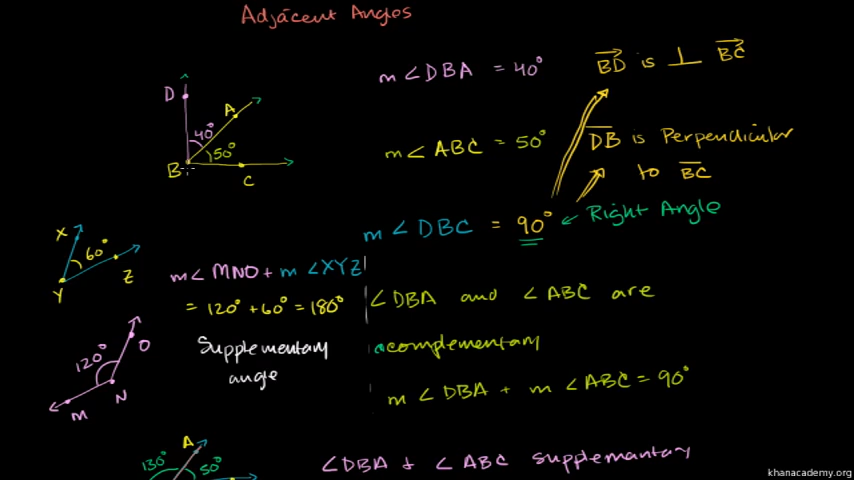 Adjacent Angles
D
A
40°
50°
B
C
m∠DBA = 40°
m∠ABC = 50°
m∠DBC = 90° ← Right Angle
BD is ⊥ BC
DB is Perpendicular
to BC
X
60°
Y
Z
120°
O
N
M
m∠MNO + m∠XYZ
= 120° + 60° = 180°
Supplementary
angle
∠DBA and ∠ABC are
complementary
m∠DBA + m∠ABC = 90°
A
130°
50°
∠DBA + ∠ABC supplemantary
khanacademy.org